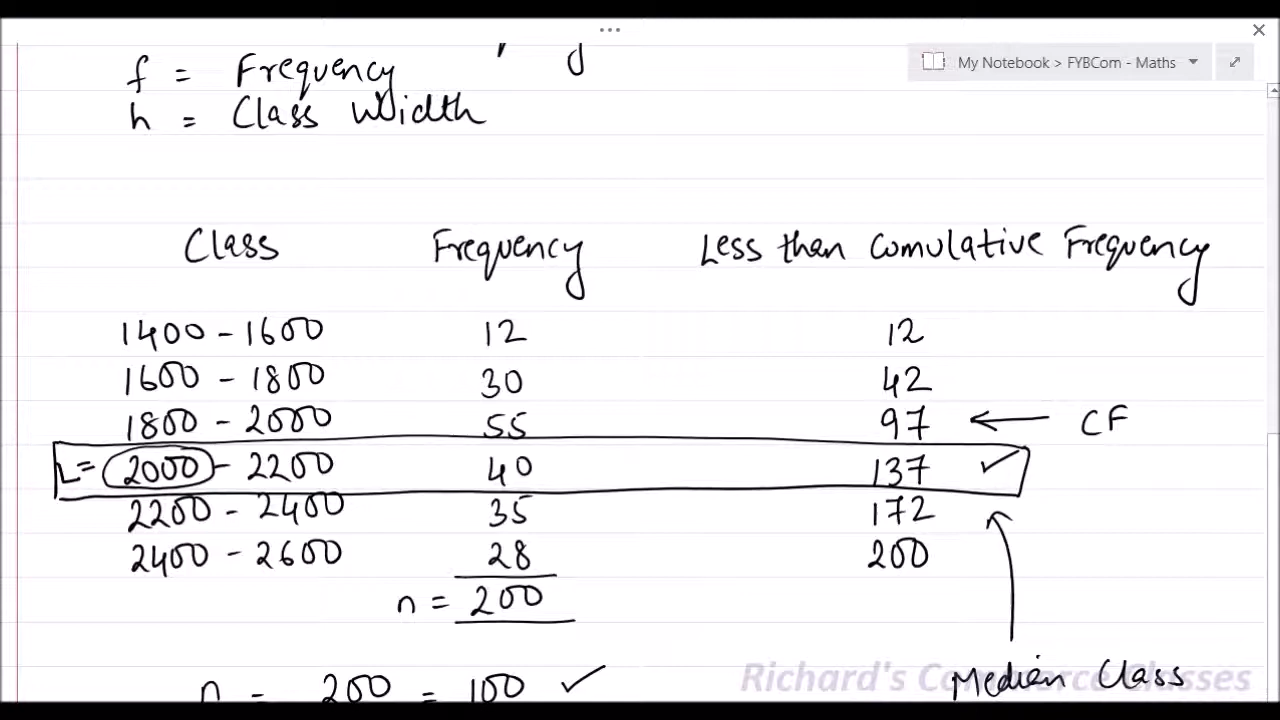 My Notebook > FYBCom - Maths
f = Frequency
h = Class Width
Class Frequency Less than Comulative Frequency
1400 - 1600 12 12
1600 - 1800 30 42
1800 - 2000 55 97 ← CF
L= 2000 - 2200 40 137 ✓
2200 - 2400 35 172
2400 - 2600 28 200
n = 200
Richard's Commerce Classes
Median Class
n = 200 = 100 ✓